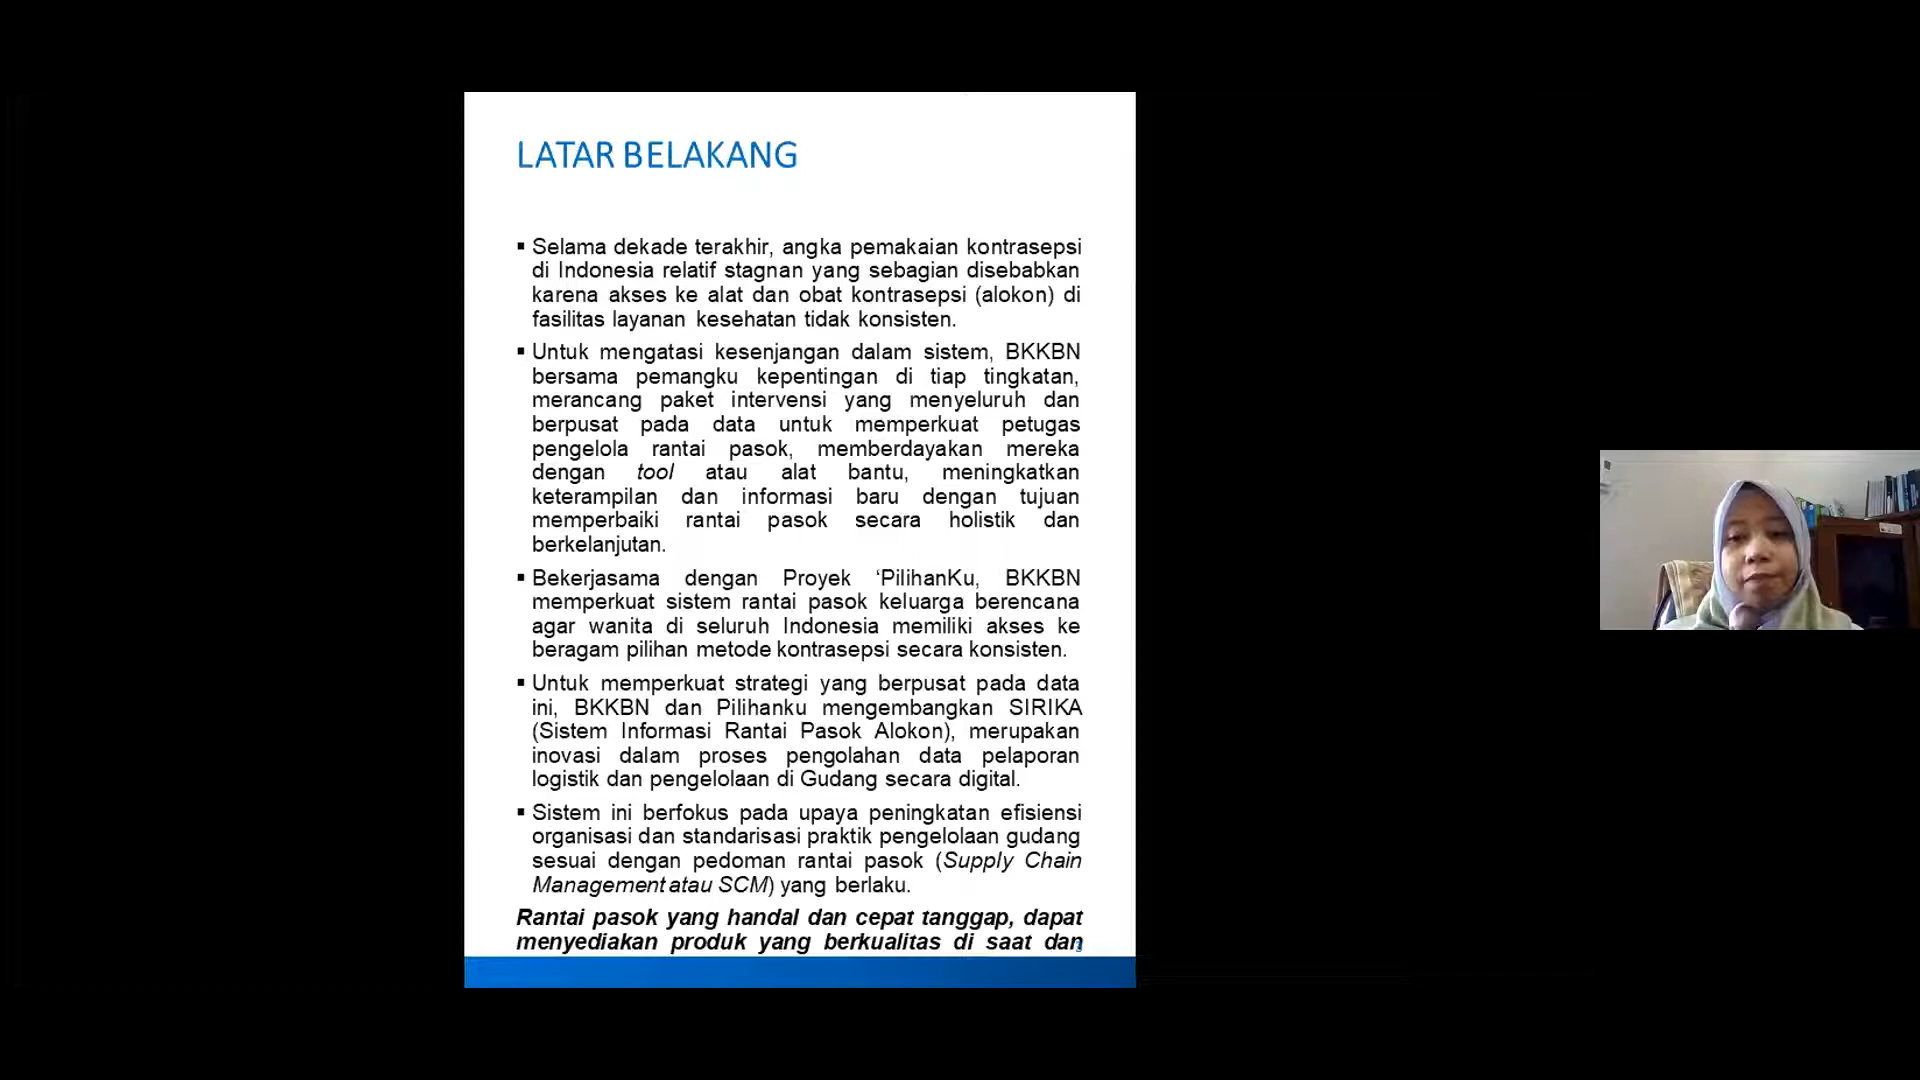 LATAR BELAKANG
▪ Selama dekade terakhir, angka pemakaian kontrasepsi
di Indonesia relatif stagnan yang sebagian disebabkan
karena akses ke alat dan obat kontrasepsi (alokon) di
fasilitas layanan kesehatan tidak konsisten.
▪ Untuk mengatasi kesenjangan dalam sistem, BKKBN
bersama pemangku kepentingan di tiap tingkatan,
merancang paket intervensi yang menyeluruh dan
berpusat pada data untuk memperkuat petugas
pengelola rantai pasok, memberdayakan mereka
dengan tool atau alat bantu, meningkatkan
keterampilan dan informasi baru dengan tujuan
memperbaiki rantai pasok secara holistik dan
berkelanjutan.
▪ Bekerjasama dengan Proyek ‘PilihanKu, BKKBN
memperkuat sistem rantai pasok keluarga berencana
agar wanita di seluruh Indonesia memiliki akses ke
beragam pilihan metode kontrasepsi secara konsisten.
▪ Untuk memperkuat strategi yang berpusat pada data
ini, BKKBN dan Pilihanku mengembangkan SIRIKA
(Sistem Informasi Rantai Pasok Alokon), merupakan
inovasi dalam proses pengolahan data pelaporan
logistik dan pengelolaan di Gudang secara digital.
▪ Sistem ini berfokus pada upaya peningkatan efisiensi
organisasi dan standarisasi praktik pengelolaan gudang
sesuai dengan pedoman rantai pasok (Supply Chain
Management atau SCM) yang berlaku.
Rantai pasok yang handal dan cepat tanggap, dapat
menyediakan produk yang berkualitas di saat dan